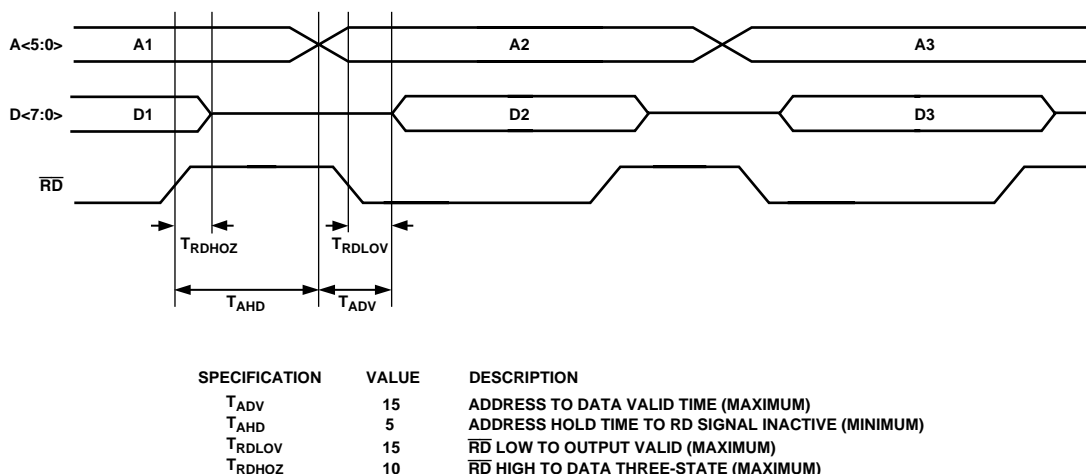 A<5:0> A1 A2 A3
D<7:0> D1 D2 D3
RD
TRDHOZ TRDLOV
TAHD TADV
SPECIFICATION VALUE DESCRIPTION
TADV 15 ADDRESS TO DATA VALID TIME (MAXIMUM)
TAHD 5 ADDRESS HOLD TIME TO RD SIGNAL INACTIVE (MINIMUM)
TRDLOV 15 RD LOW TO OUTPUT VALID (MAXIMUM)
TRDHOZ 10 RD HIGH TO DATA THREE-STATE (MAXIMUM)